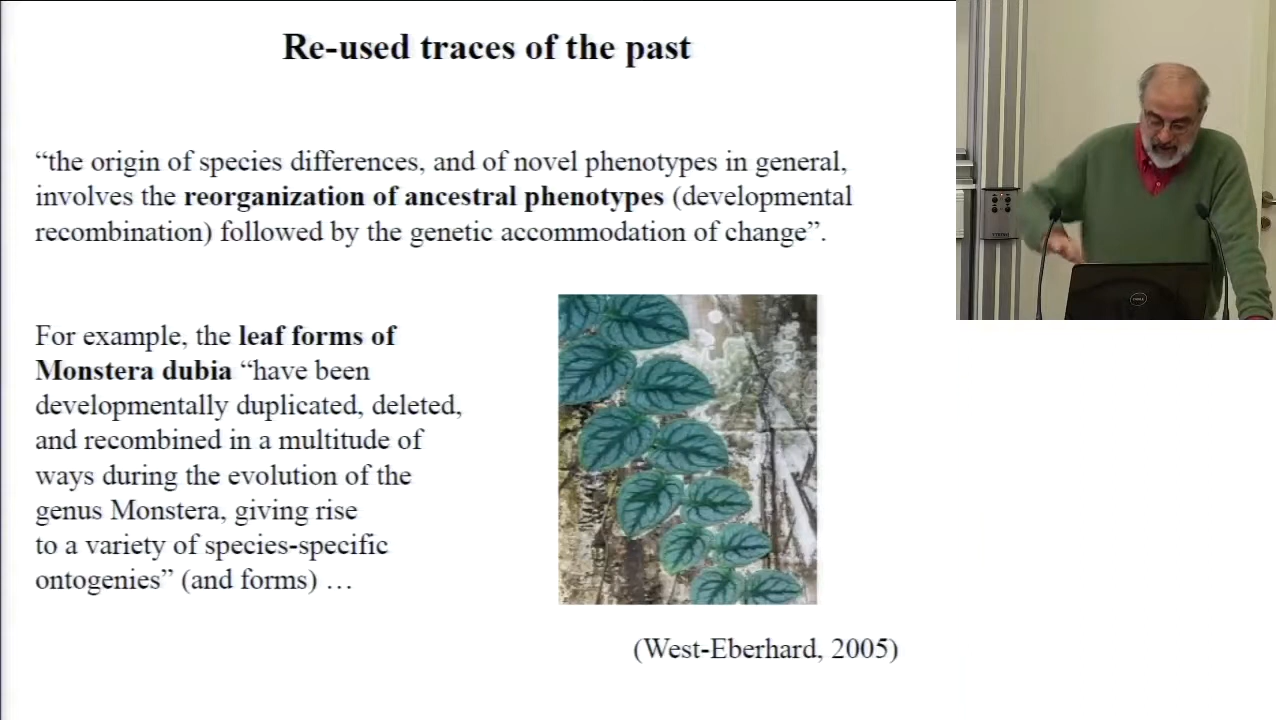 Re-used traces of the past
“the origin of species differences, and of novel phenotypes in general,
involves the reorganization of ancestral phenotypes (developmental
recombination) followed by the genetic accommodation of change”.
For example, the leaf forms of
Monstera dubia “have been
developmentally duplicated, deleted,
and recombined in a multitude of
ways during the evolution of the
genus Monstera, giving rise
to a variety of species-specific
ontogenies” (and forms) …
(West-Eberhard, 2005)